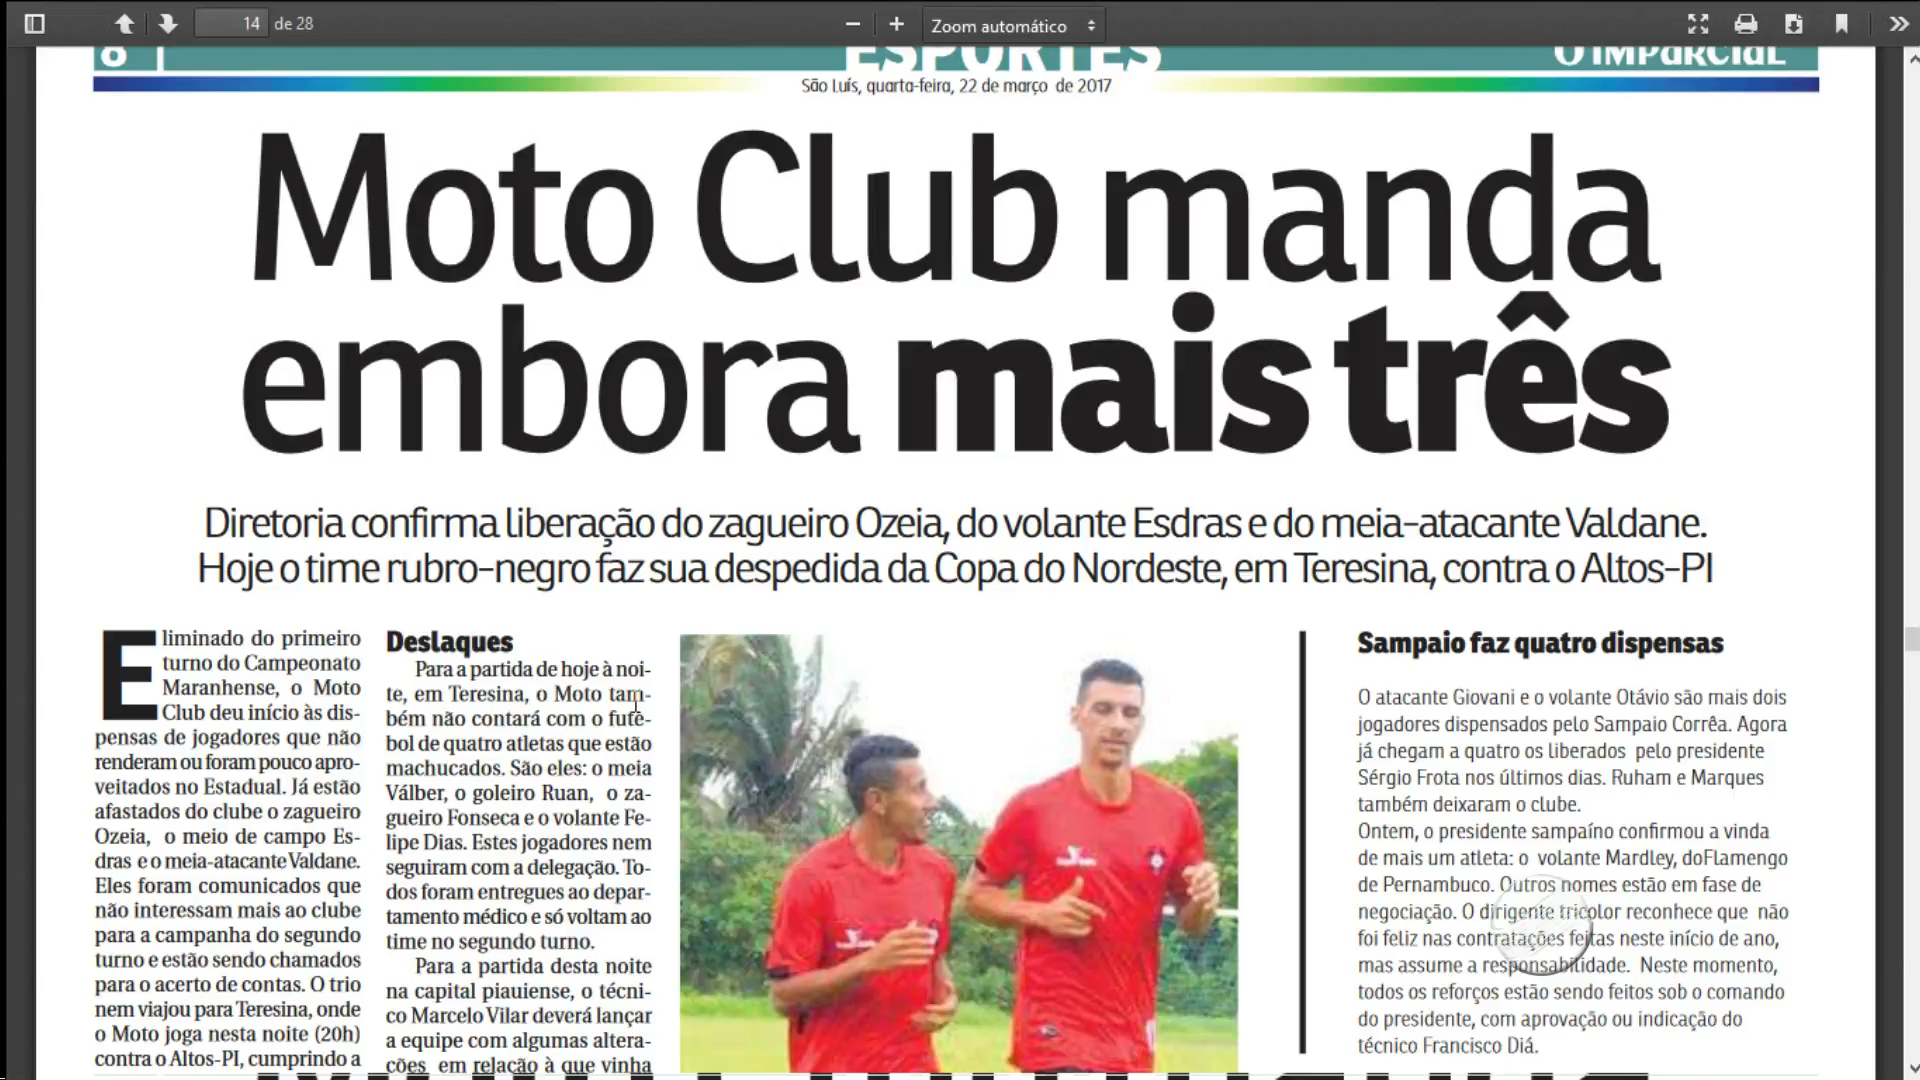 14 de 28
Zoom automático
8 ESPORTES O IMPARCIAL
São Luís, quarta-feira, 22 de março de 2017
Moto Club manda
embora mais três
Diretoria confirma liberação do zagueiro Ozeia, do volante Esdras e do meia-atacante Valdane.
Hoje o time rubro-negro faz sua despedida da Copa do Nordeste, em Teresina, contra o Altos-PI
Eliminado do primeiro
turno do Campeonato
Maranhense, o Moto
Club deu início às dis-
pensas de jogadores que não
renderam ou foram pouco apro-
veitados no Estadual. Já estão
afastados do clube o zagueiro
Ozeia, o meio de campo Es-
dras e o meia-atacante Valdane.
Eles foram comunicados que
não interessam mais ao clube
para a campanha do segundo
turno e estão sendo chamados
para o acerto de contas. O trio
nem viajou para Teresina, onde
o Moto joga nesta noite (20h)
contra o Altos-PI, cumprindo a
Deslaques
Para a partida de hoje à noi-
te, em Teresina, o Moto tam-
bém não contará com o fute-
bol de quatro atletas que estão
machucados. São eles: o meia
Válber, o goleiro Ruan, o za-
gueiro Fonseca e o volante Fe-
lipe Dias. Estes jogadores nem
seguiram com a delegação. To-
dos foram entregues ao depar-
tamento médico e só voltam ao
time no segundo turno.
Para a partida desta noite
na capital piauiense, o técni-
co Marcelo Vilar deverá lançar
a equipe com algumas altera-
ções em relação à que vinha
Sampaio faz quatro dispensas
O atacante Giovani e o volante Otávio são mais dois
jogadores dispensados pelo Sampaio Corrêa. Agora
já chegam a quatro os liberados pelo presidente
Sérgio Frota nos últimos dias. Ruham e Marques
também deixaram o clube.
Ontem, o presidente sampaíno confirmou a vinda
de mais um atleta: o volante Mardley, doFlamengo
de Pernambuco. Outros nomes estão em fase de
negociação. O dirigente tricolor reconhece que não
foi feliz nas contratações feitas neste início de ano,
mas assume a responsabilidade. Neste momento,
todos os reforços estão sendo feitos sob o comando
do presidente, com aprovação ou indicação do
técnico Francisco Diá.